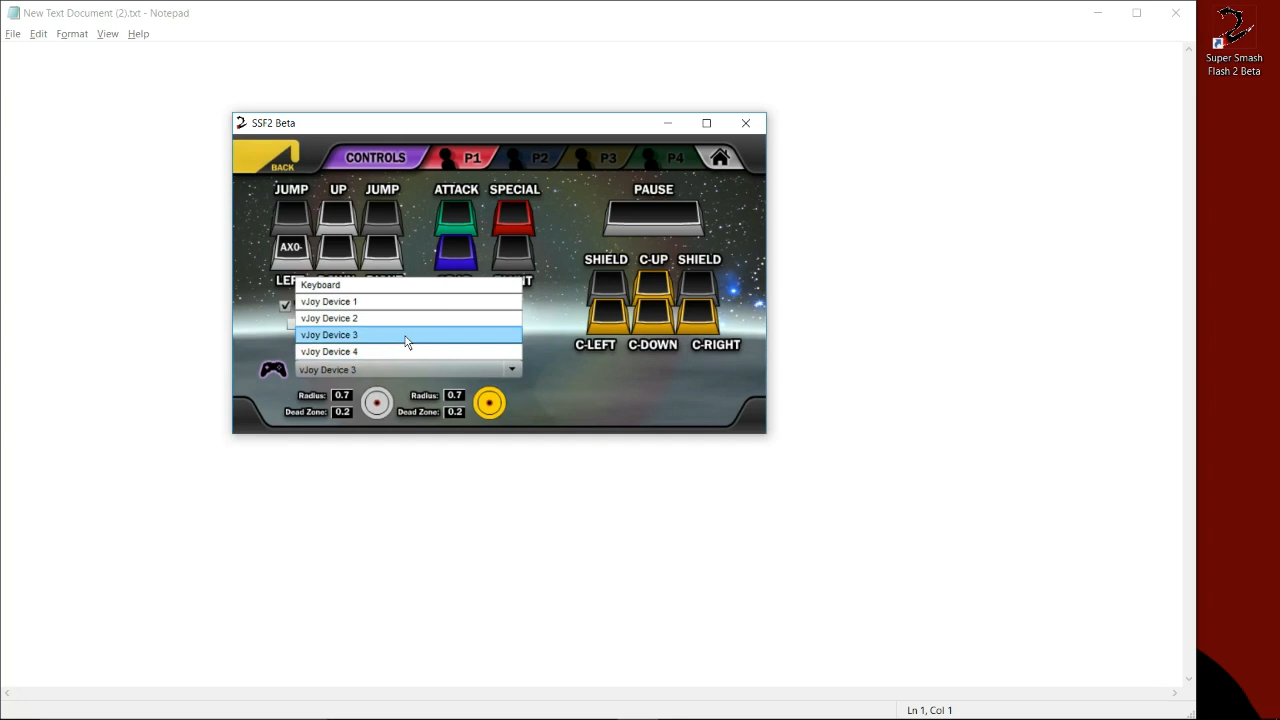 New Text Document (2).txt - Notepad
File Edit Format View Help
Super Smash
Flash 2 Beta
SSF2 Beta
BACK CONTROLS P1 P2 P3 P4
JUMP UP JUMP ATTACK SPECIAL PAUSE
AX0-
SHIELD C-UP SHIELD
Keyboard
vJoy Device 1
vJoy Device 2
vJoy Device 3
vJoy Device 4
vJoy Device 3
C-LEFT C-DOWN C-RIGHT
Radius: 0.7 Radius: 0.7
Dead Zone: 0.2 Dead Zone: 0.2
Ln 1, Col 1